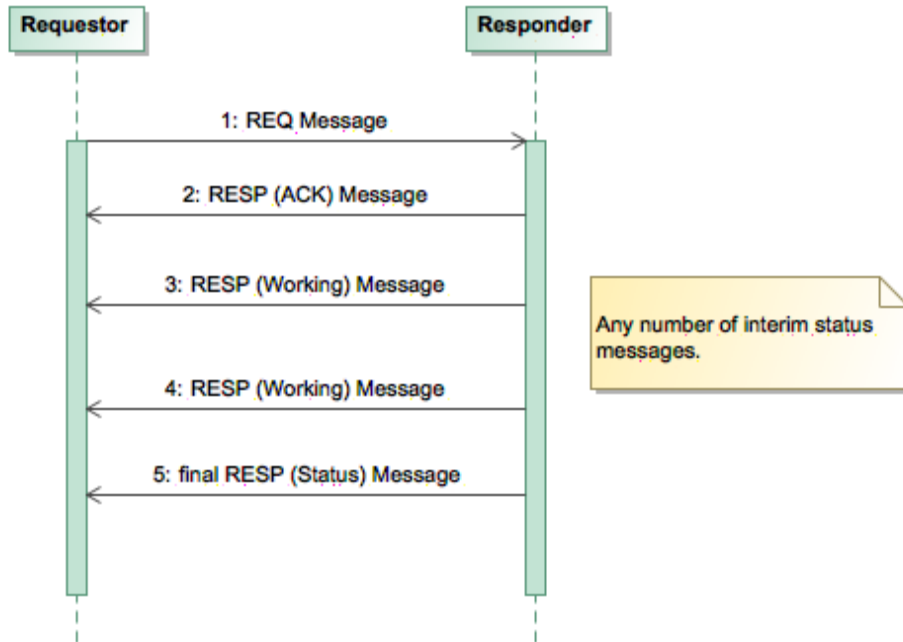 Requestor
Responder
1: REQ Message
2: RESP (ACK) Message
3: RESP (Working) Message
Any number of interim status
messages.
4: RESP (Working) Message
5: final RESP (Status) Message